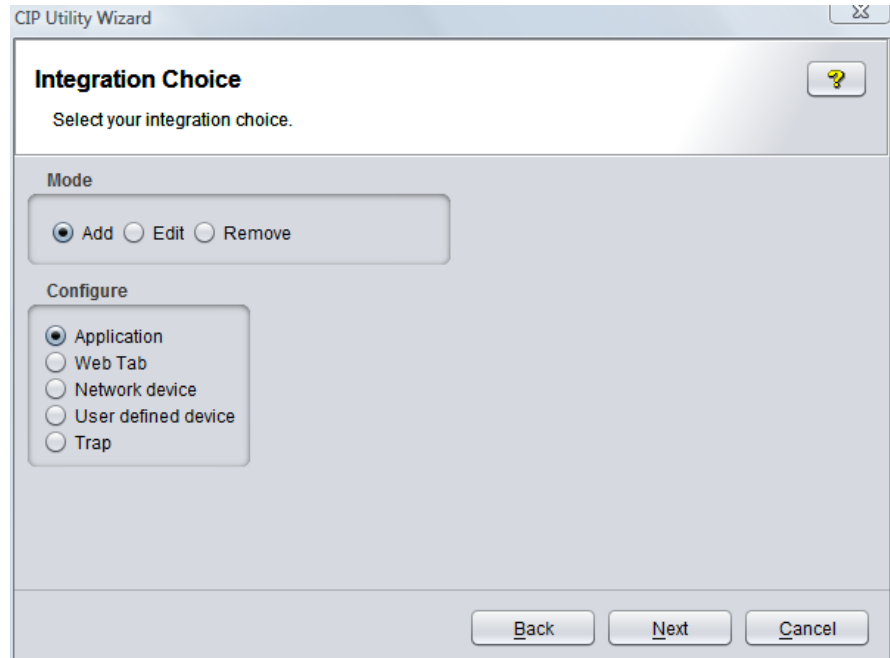 CIP Utility Wizard
Integration Choice
?
Select your integration choice.
Mode
Add Edit Remove
Configure
Application
Web Tab
Network device
User defined device
Trap
Back Next Cancel